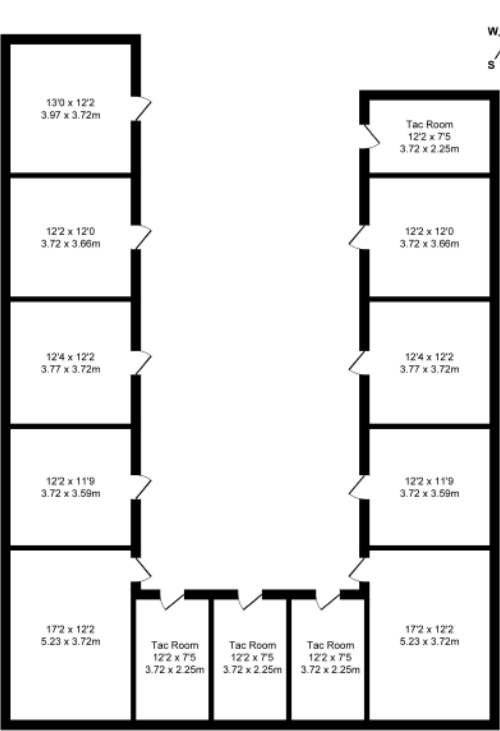 W
S
13'0 x 12'2
3.97 x 3.72m
Tac Room
12'2 x 7'5
3.72 x 2.25m
12'2 x 12'0
3.72 x 3.66m
12'2 x 12'0
3.72 x 3.66m
12'4 x 12'2
3.77 x 3.72m
12'4 x 12'2
3.77 x 3.72m
12'2 x 11'9
3.72 x 3.59m
12'2 x 11'9
3.72 x 3.59m
17'2 x 12'2
5.23 x 3.72m
Tac Room
12'2 x 7'5
3.72 x 2.25m
Tac Room
12'2 x 7'5
3.72 x 2.25m
Tac Room
12'2 x 7'5
3.72 x 2.25m
17'2 x 12'2
5.23 x 3.72m